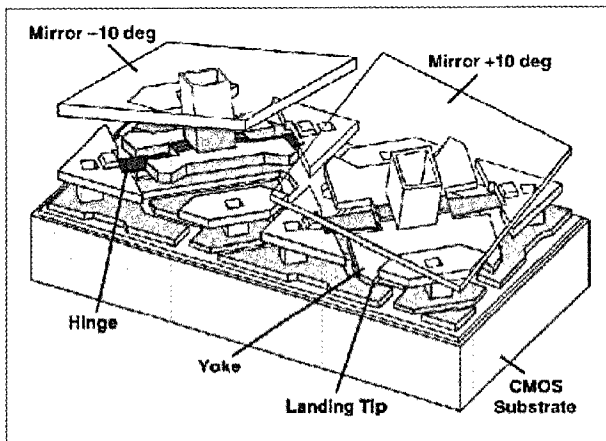 Mirror –10 deg
Mirror +10 deg
Hinge
Yoke
Landing Tip
CMOS
Substrate